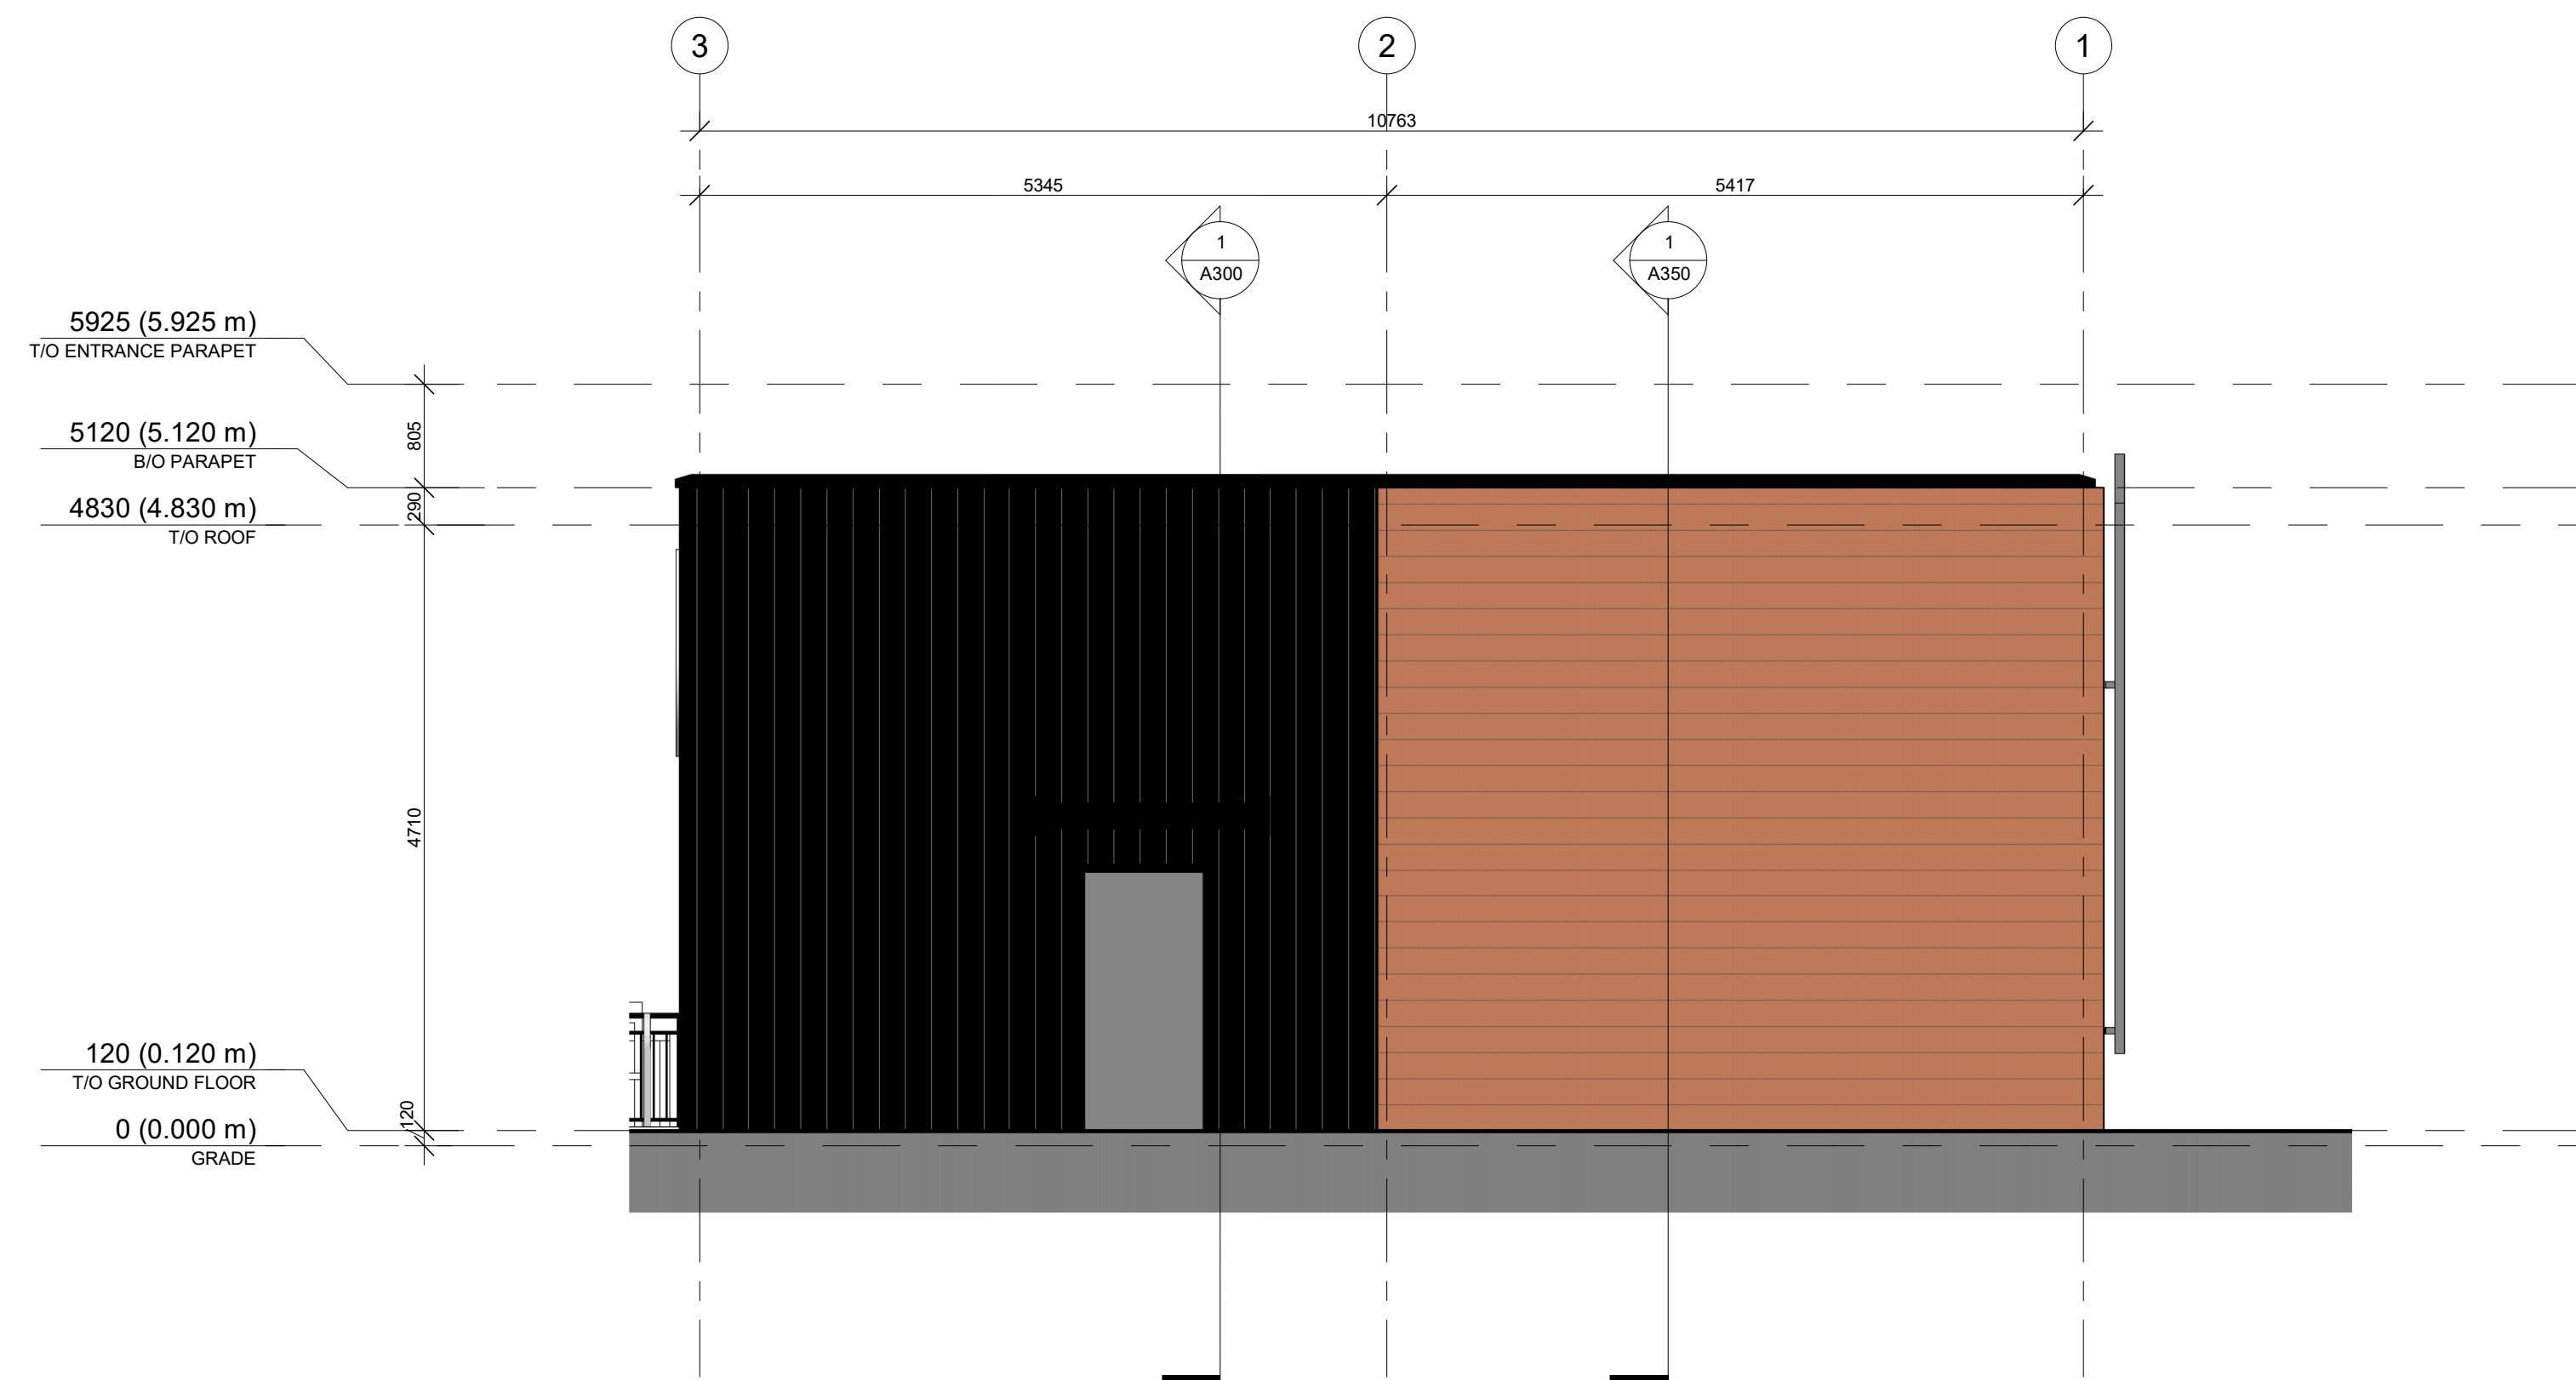 3
2
1
10763
5345
5417
1
A300
1
A350
5925 (5.925 m)
T/O ENTRANCE PARAPET
805
5120 (5.120 m)
B/O PARAPET
290
4830 (4.830 m)
T/O ROOF
4710
120 (0.120 m)
T/O GROUND FLOOR
120
0 (0.000 m)
GRADE